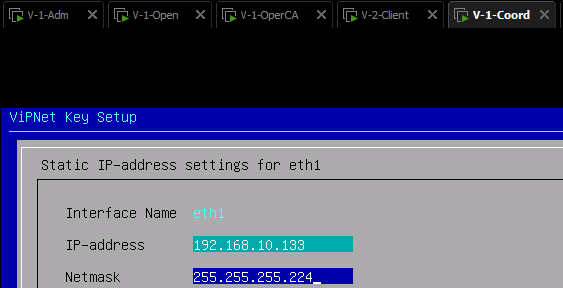 V-1-Adm V-1-Open V-1-OperCA V-2-Client V-1-Coord
ViPNet Key Setup
Static IP-address settings for eth1
Interface Name eth1
IP-address 192.168.10.133
Netmask 255.255.255.224_